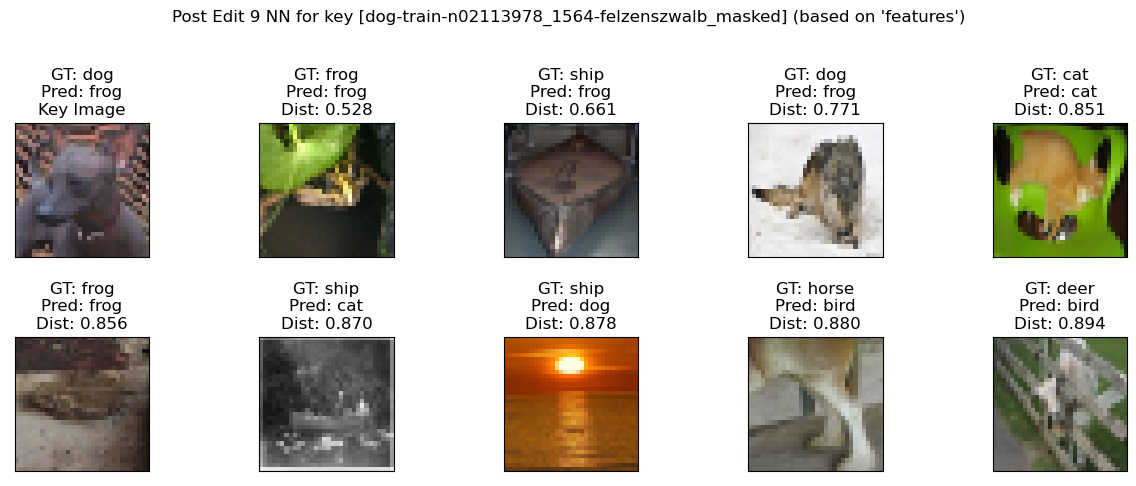 Post Edit 9 NN for key [dog-train-n02113978_1564-felzenszwalb_masked] (based on 'features')
GT: dog
Pred: frog
Key Image
GT: frog
Pred: frog
Dist: 0.528
GT: ship
Pred: frog
Dist: 0.661
GT: dog
Pred: frog
Dist: 0.771
GT: cat
Pred: cat
Dist: 0.851
GT: frog
Pred: frog
Dist: 0.856
GT: ship
Pred: cat
Dist: 0.870
GT: ship
Pred: dog
Dist: 0.878
GT: horse
Pred: bird
Dist: 0.880
GT: deer
Pred: bird
Dist: 0.894